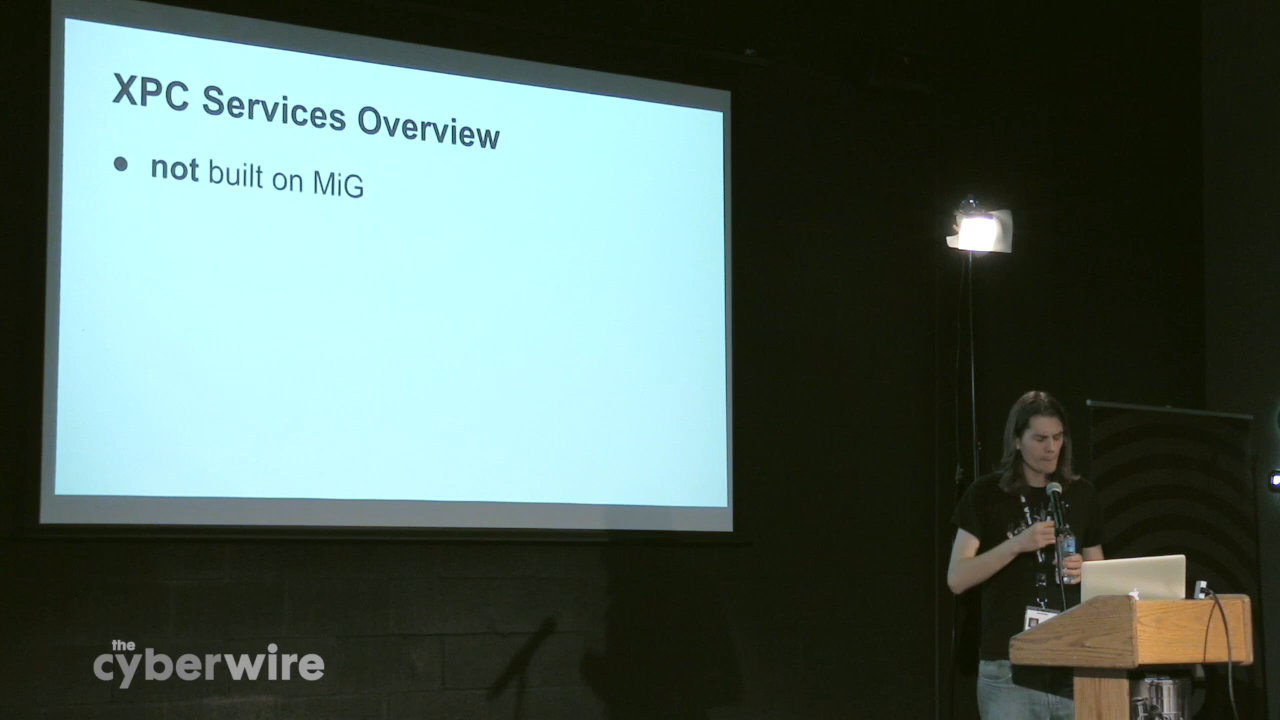 XPC Services Overview
• not built on MiG
the
cyberwire